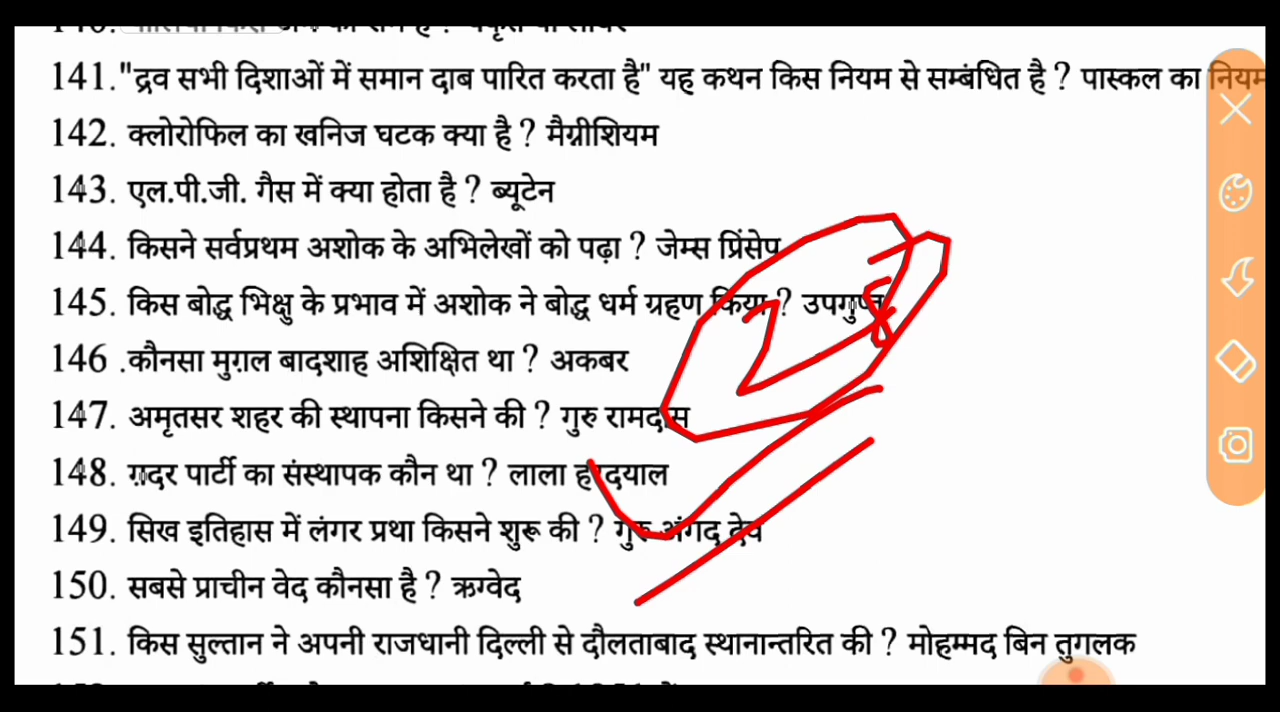 141."द्रव सभी दिशाओं में समान दाब पारित करता है" यह कथन किस नियम से सम्बंधित है ? पास्कल का नियम
142. क्लोरोफिल का खनिज घटक क्या है ? मैग्नीशियम
143. एल.पी.जी. गैस में क्या होता है ? ब्यूटेन
144. किसने सर्वप्रथम अशोक के अभिलेखों को पढ़ा ? जेम्स प्रिंसेप
145. किस बोद्ध भिक्षु के प्रभाव में अशोक ने बोद्ध धर्म ग्रहण किया ? उपगुप्त
146 .कौनसा मुग़ल बादशाह अशिक्षित था ? अकबर
147. अमृतसर शहर की स्थापना किसने की ? गुरु रामदास
148. ग़दर पार्टी का संस्थापक कौन था ? लाला हरदयाल
149. सिख इतिहास में लंगर प्रथा किसने शुरू की ? गुरु अंगद देव
150. सबसे प्राचीन वेद कौनसा है ? ऋग्वेद
151. किस सुल्तान ने अपनी राजधानी दिल्ली से दौलताबाद स्थानान्तरित की ? मोहम्मद बिन तुगलक